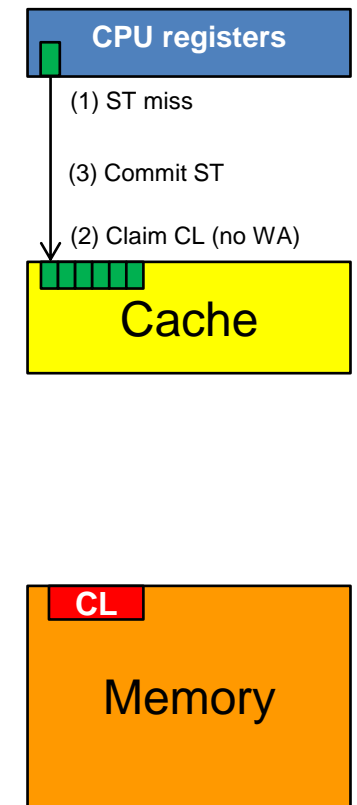 CPU registers
(1) ST miss
(3) Commit ST
(2) Claim CL (no WA)
Cache
CL
Memory